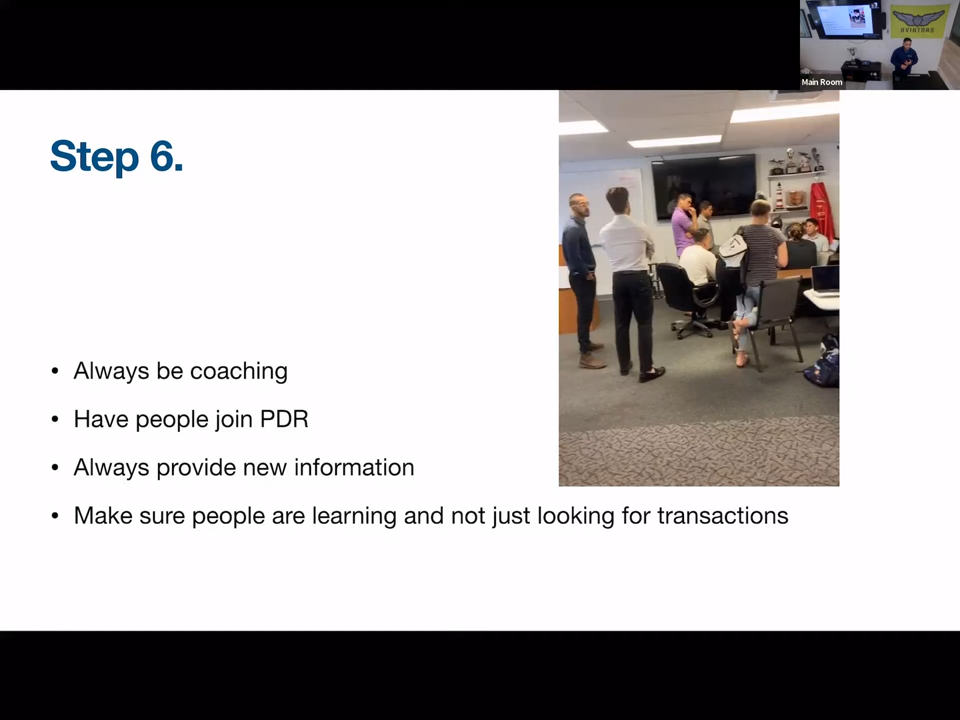 Main Room
AVIATORS
Step 6.
• Always be coaching
• Have people join PDR
• Always provide new information
• Make sure people are learning and not just looking for transactions